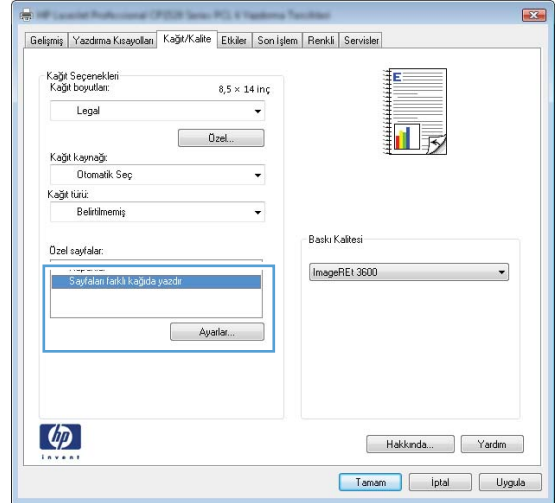 Gelişmiş Yazdırma Kısayolları Kağıt/Kalite Etkiler Son İşlem Renkli Servisler
Kağıt Seçenekleri
Kağıt boyutları: 8,5 × 14 inç
Legal
Özel...
Kağıt kaynağı:
Otomatik Seç
Kağıt türü:
Belirtilmemiş
Özel sayfalar:
Sayfaları farklı kağıda yazdır
Ayarlar...
E
Baskı Kalitesi
ImageREt 3600
hp
invent
Hakkında... Yardım
Tamam İptal Uygula